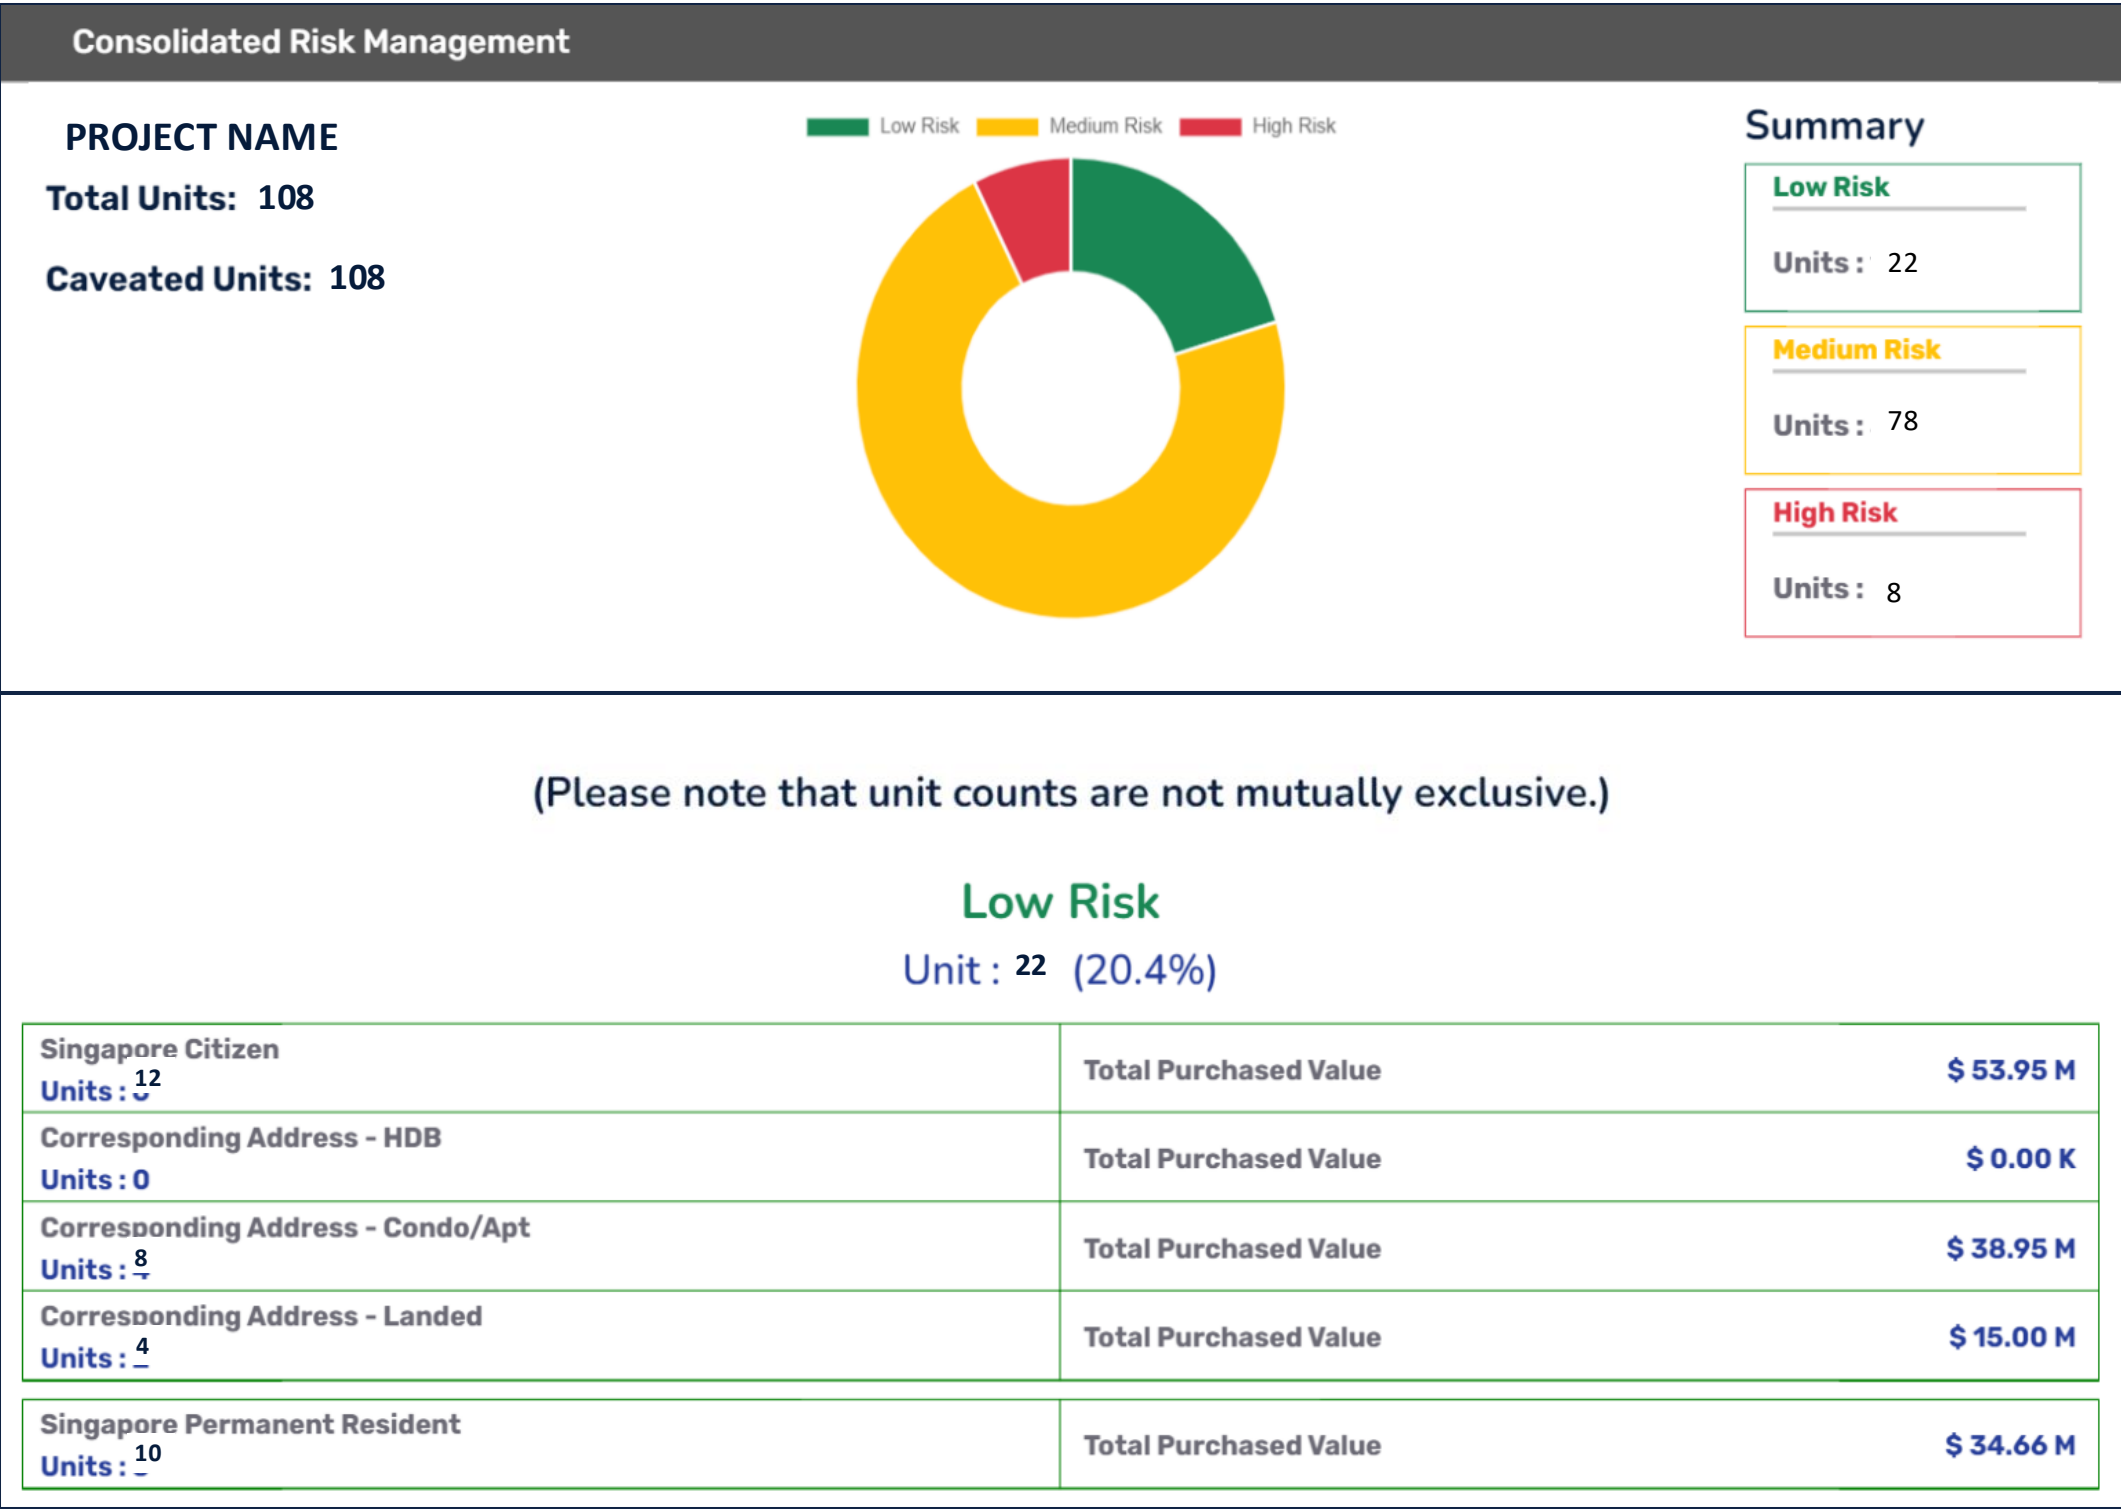 Consolidated Risk Management
PROJECT NAME
Total Units: 108
Caveated Units: 108
Low Risk Medium Risk High Risk
Summary
Low Risk
Units : 22
Medium Risk
Units : 78
High Risk
Units : 8
(Please note that unit counts are not mutually exclusive.)
Low Risk
Unit : 22 (20.4%)
Singapore Citizen
Units : 12
Total Purchased Value $ 53.95 M
Corresponding Address - HDB
Units : 0
Total Purchased Value $ 0.00 K
Corresponding Address - Condo/Apt
Units : 8
Total Purchased Value $ 38.95 M
Corresponding Address - Landed
Units : 4
Total Purchased Value $ 15.00 M
Singapore Permanent Resident
Units : 10
Total Purchased Value $ 34.66 M